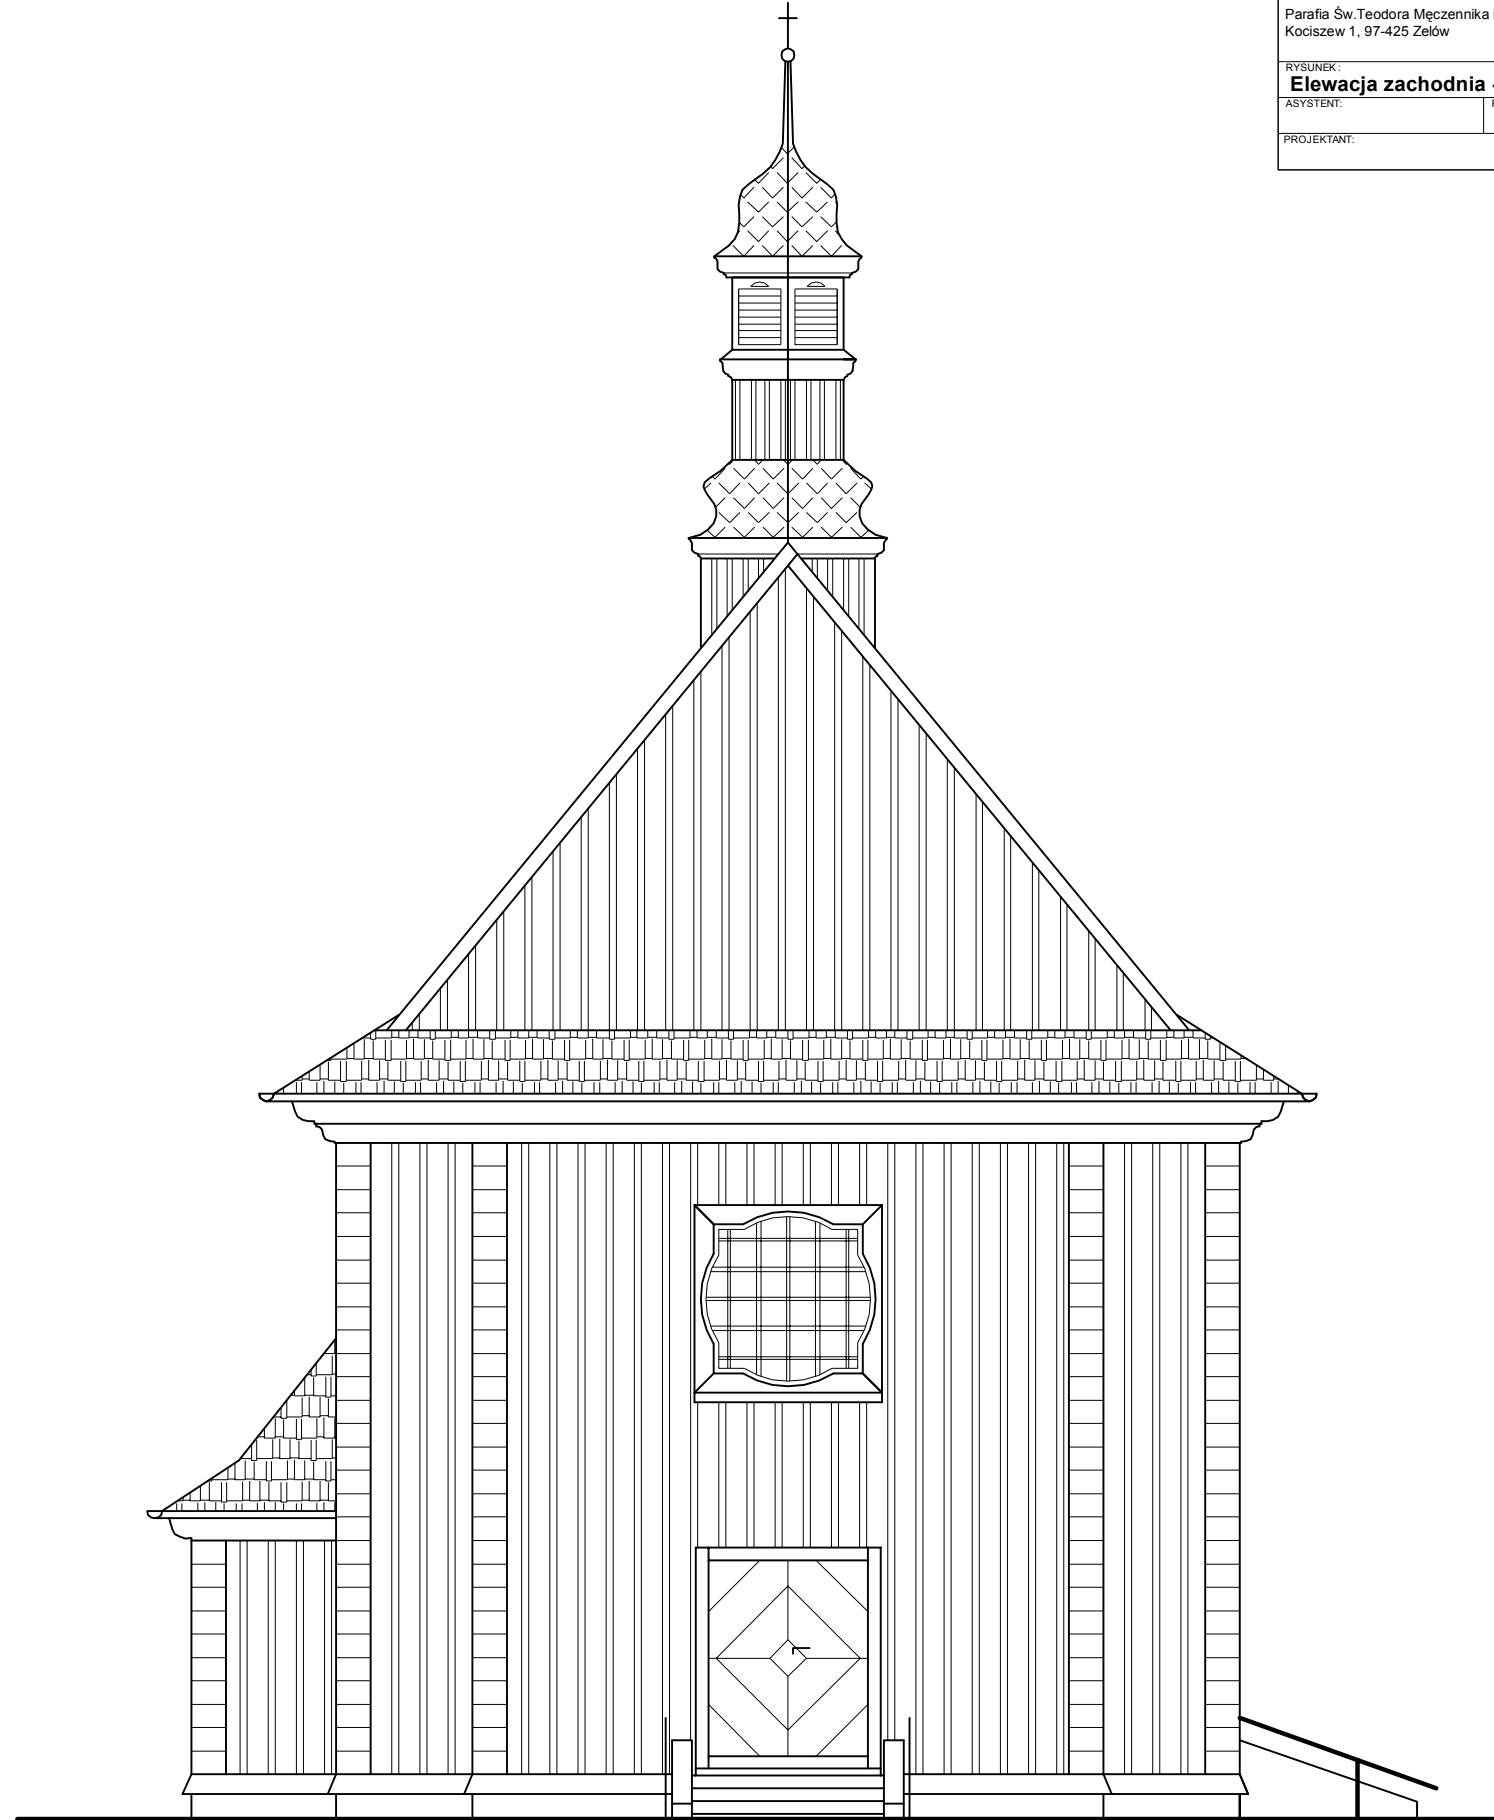 Parafia Św.Teodora Męczennika
Kociszew 1, 97-425 Zelów
RYSUNEK:
Elewacja zachodnia
ASYSTENT:
PROJEKTANT: